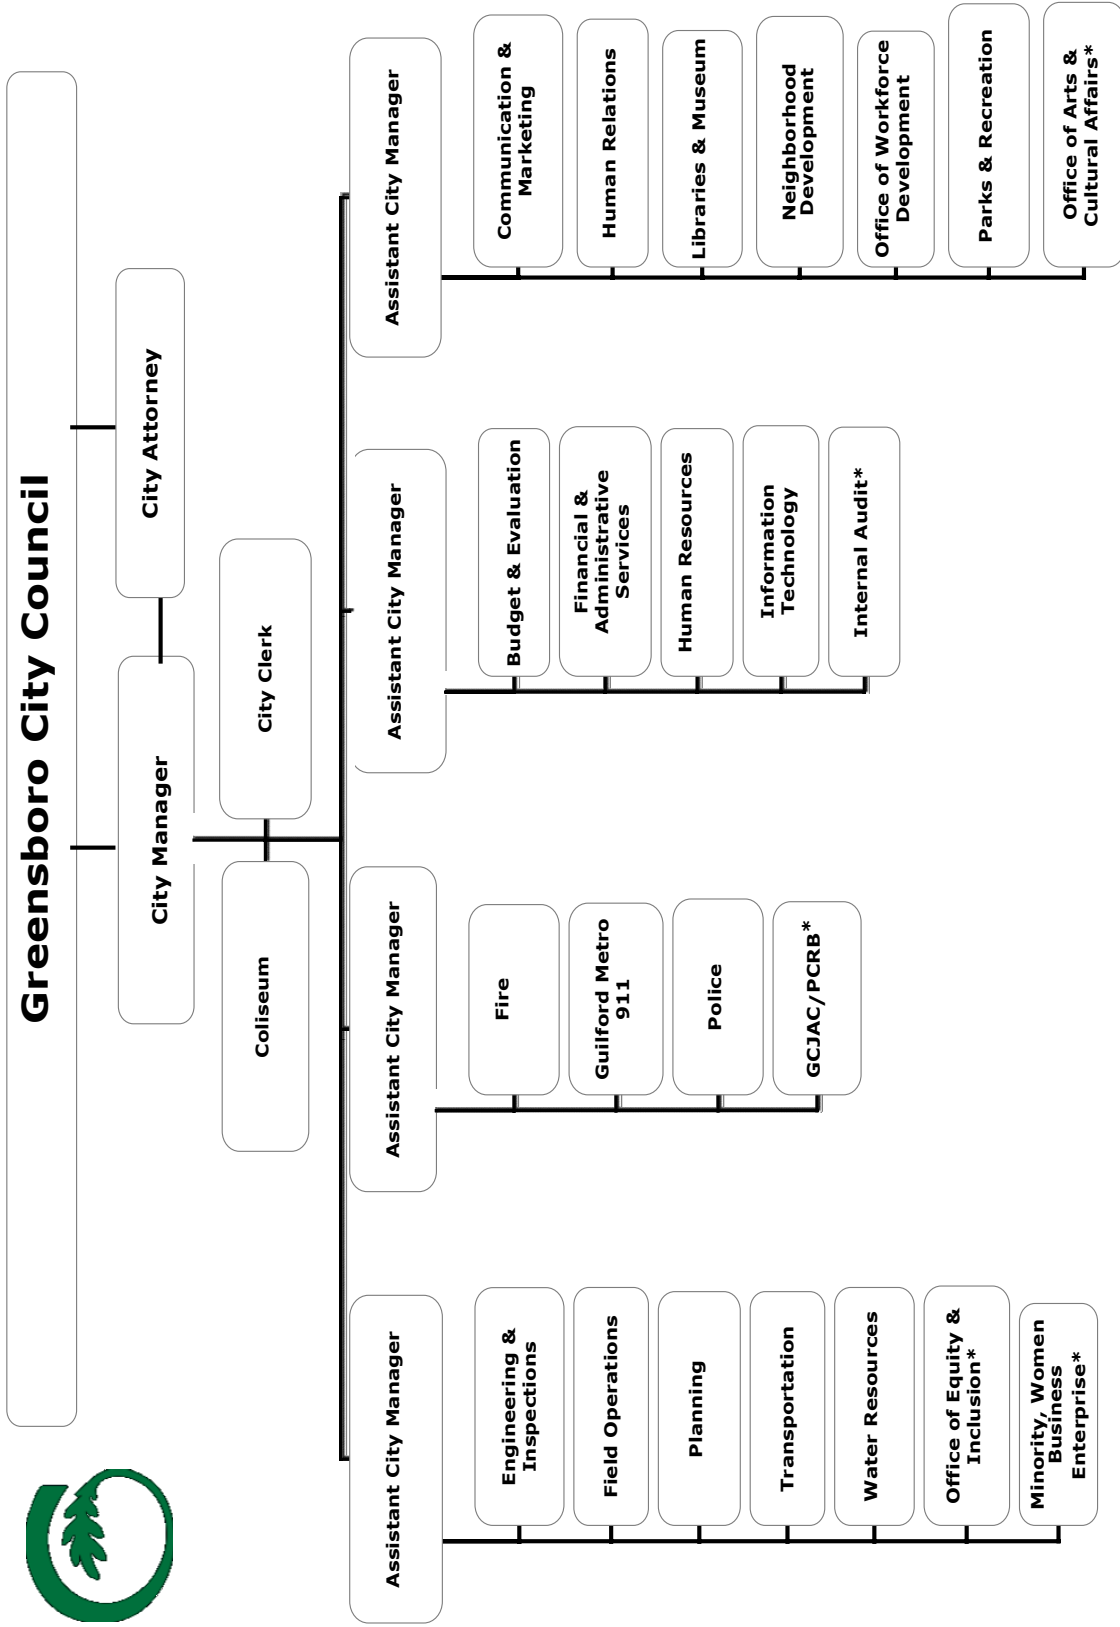 Greensboro City Council
City Manager
City Attorney
Coliseum
City Clerk
Assistant City Manager
Engineering &
Inspections
Field Operations
Planning
Transportation
Water Resources
Office of Equity &
Inclusion*
Minority, Women
Business
Enterprise*
Assistant City Manager
Fire
Guilford Metro
911
Police
GCJAC/PCRB*
Assistant City Manager
Budget & Evaluation
Financial &
Administrative
Services
Human Resources
Information
Technology
Internal Audit*
Assistant City Manager
Communication &
Marketing
Human Relations
Libraries & Museum
Neighborhood
Development
Office of Workforce
Development
Parks & Recreation
Office of Arts &
Cultural Affairs*